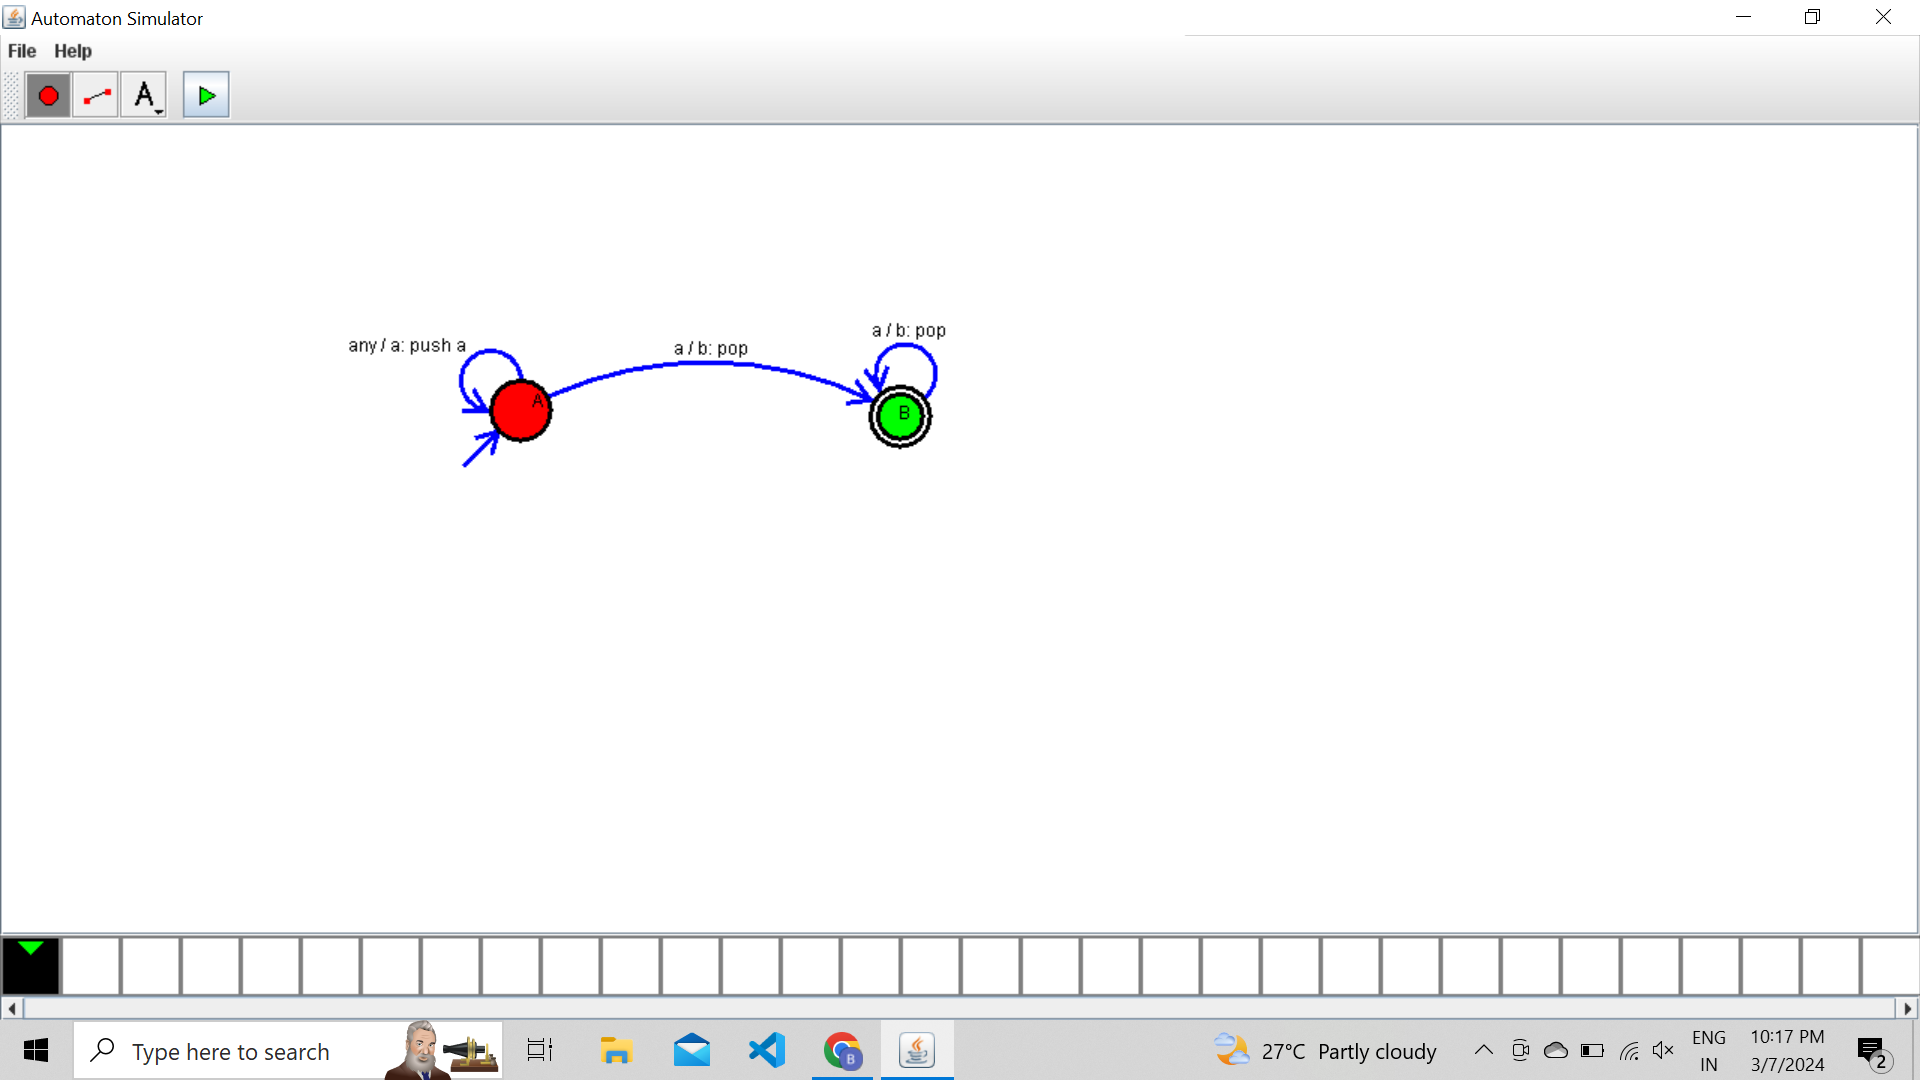 Automaton Simulator
File Help
A
any / a: push a
a / b: pop
a / b: pop
A
B
Type here to search
B
27°C Partly cloudy
ENG
IN
10:17 PM
3/7/2024
2